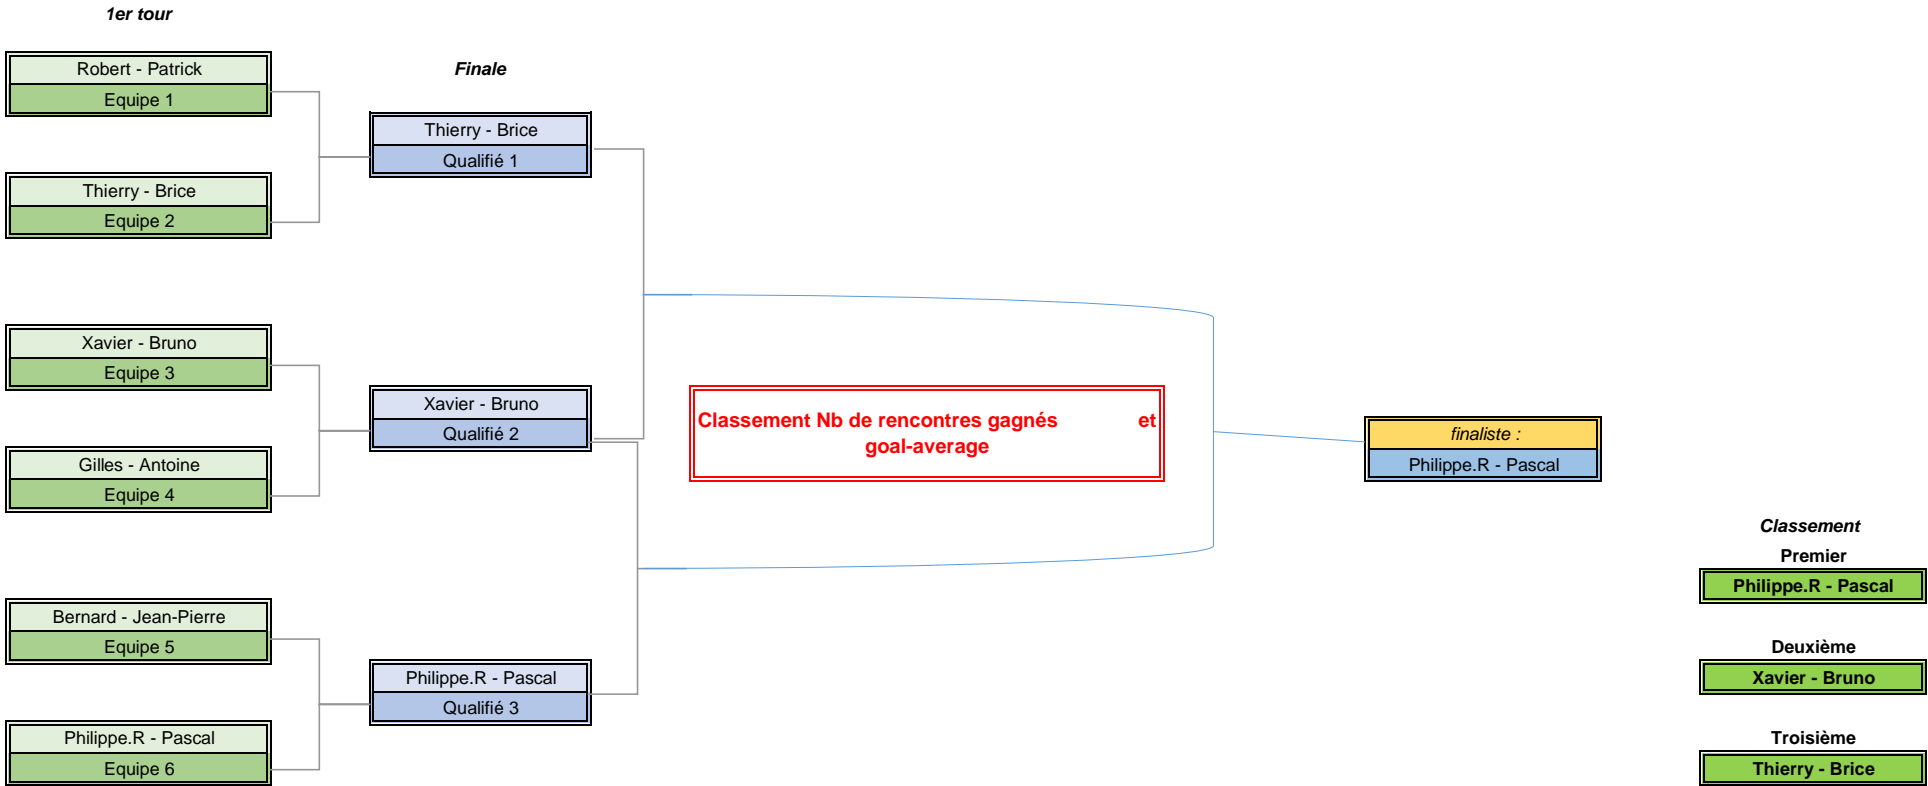 1er tour
Robert - Patrick
Equipe 1
Thierry - Brice
Equipe 2
Xavier - Bruno
Equipe 3
Gilles - Antoine
Equipe 4
Bernard - Jean-Pierre
Equipe 5
Philippe.R - Pascal
Equipe 6
Finale
Thierry - Brice
Qualifié 1
Xavier - Bruno
Qualifié 2
Philippe.R - Pascal
Qualifié 3
Classement Nb de rencontres gagnés et
goal-average
finaliste :
Philippe.R - Pascal
Classement
Premier
Philippe.R - Pascal
Deuxième
Xavier - Bruno
Troisième
Thierry - Brice